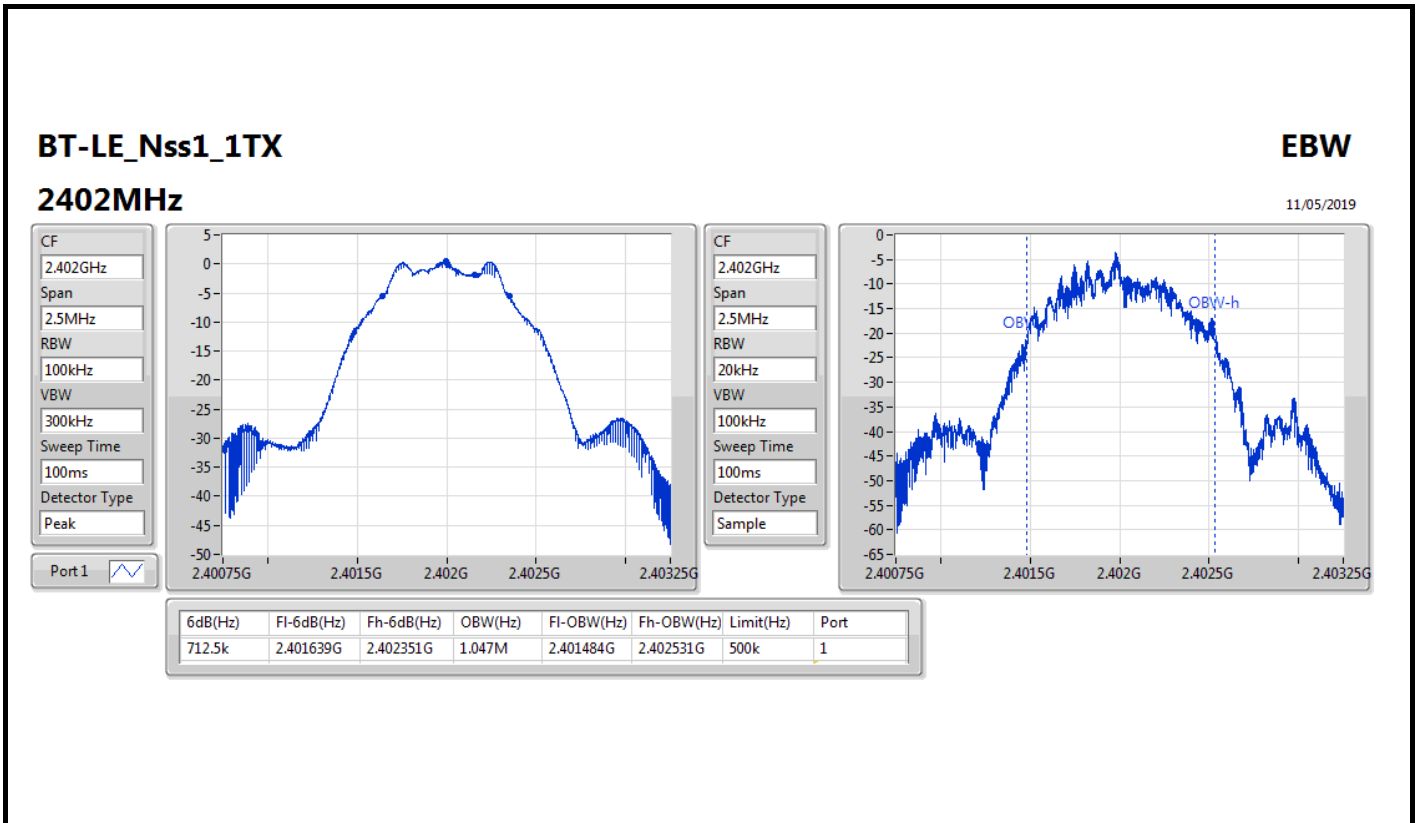 BT-LE_Nss1_1TX
EBW
2402MHz
11/05/2019
CF
2.402GHz
Span
2.5MHz
RBW
100kHz
VBW
300kHz
Sweep Time
100ms
Detector Type
Peak
Port 1
5
0
-5
-10
-15
-20
-25
-30
-35
-40
-45
-50
2.40075G 2.4015G 2.402G 2.4025G 2.40325G
CF
2.402GHz
Span
2.5MHz
RBW
20kHz
VBW
100kHz
Sweep Time
100ms
Detector Type
Sample
0
-5
-10
-15
-20
-25
-30
-35
-40
-45
-50
-55
-60
-65
OBW-h
2.40075G 2.4015G 2.402G 2.4025G 2.40325G
6dB(Hz) Fl-6dB(Hz) Fh-6dB(Hz) OBW(Hz) Fl-OBW(Hz) Fh-OBW(Hz) Limit(Hz) Port
712.5k 2.401639G 2.402351G 1.047M 2.401484G 2.402531G 500k 1